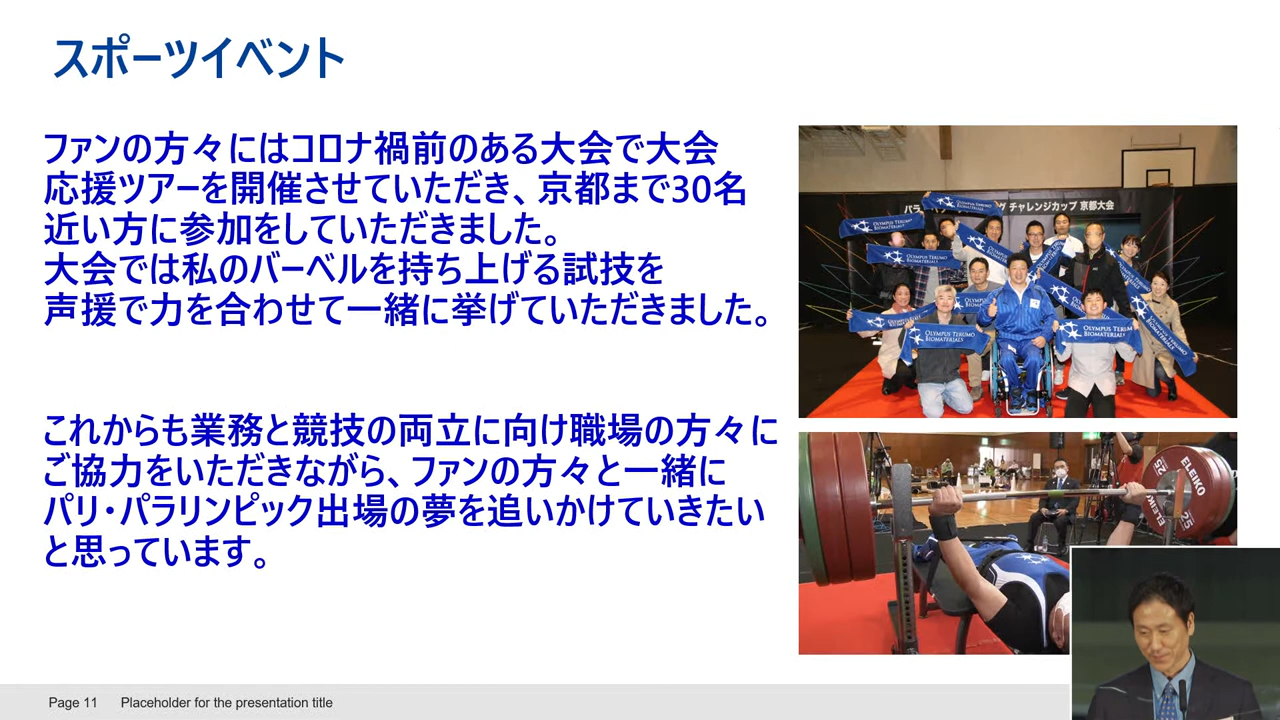 スポーツイベント
ファンの方々にはコロナ禍前のある大会で大会
応援ツアーを開催させていただき、京都まで30名
近い方に参加をしていただきました。
大会では私のバーベルを持ち上げる試技を
声援で力を合わせて一緒に挙げていただきました。
これからも業務と競技の両立に向け職場の方々に
ご協力をいただきながら、ファンの方々と一緒に
パリ・パラリンピック出場の夢を追いかけていきたい
と思っています。
チャレンジカップ 京都大会
OLYMPUS TERUMO
BIOMATERIALS
OLYMPUS TERUMO
BIOMATERIALS
OLYMPUS TERUMO
BIOMATERIALS
ELEIKO
25
ELEIKO
25
Page 11 Placeholder for the presentation title